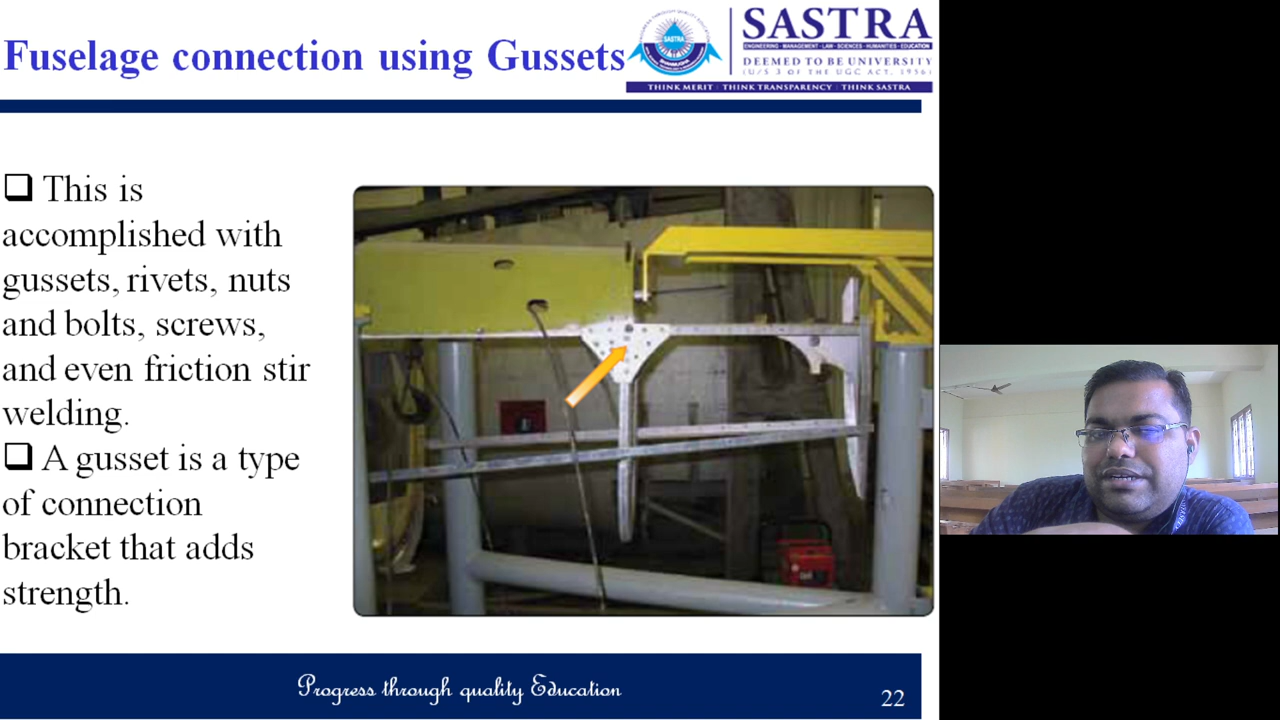 Fuselage connection using Gussets
SASTRA
ENGINEERING · MANAGEMENT · LAW · SCIENCES · HUMANITIES · EDUCATION
DEEMED TO BE UNIVERSITY
(U/S 3 OF THE UGC ACT, 1956)
THINK MERIT | THINK TRANSPARENCY | THINK SASTRA
SASTRA
This is
accomplished with
gussets, rivets, nuts
and bolts, screws,
and even friction stir
welding.
A gusset is a type
of connection
bracket that adds
strength.
Progress through quality Education
22